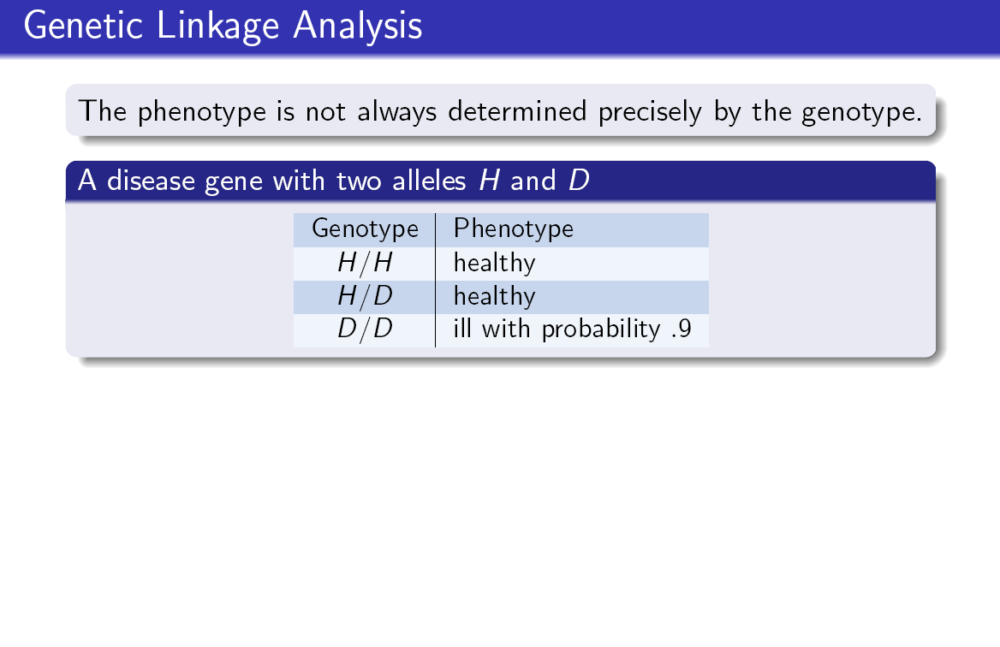 Genetic Linkage Analysis
The phenotype is not always determined precisely by the genotype.
A disease gene with two alleles H and D
Genotype Phenotype
H/H healthy
H/D healthy
D/D ill with probability .9